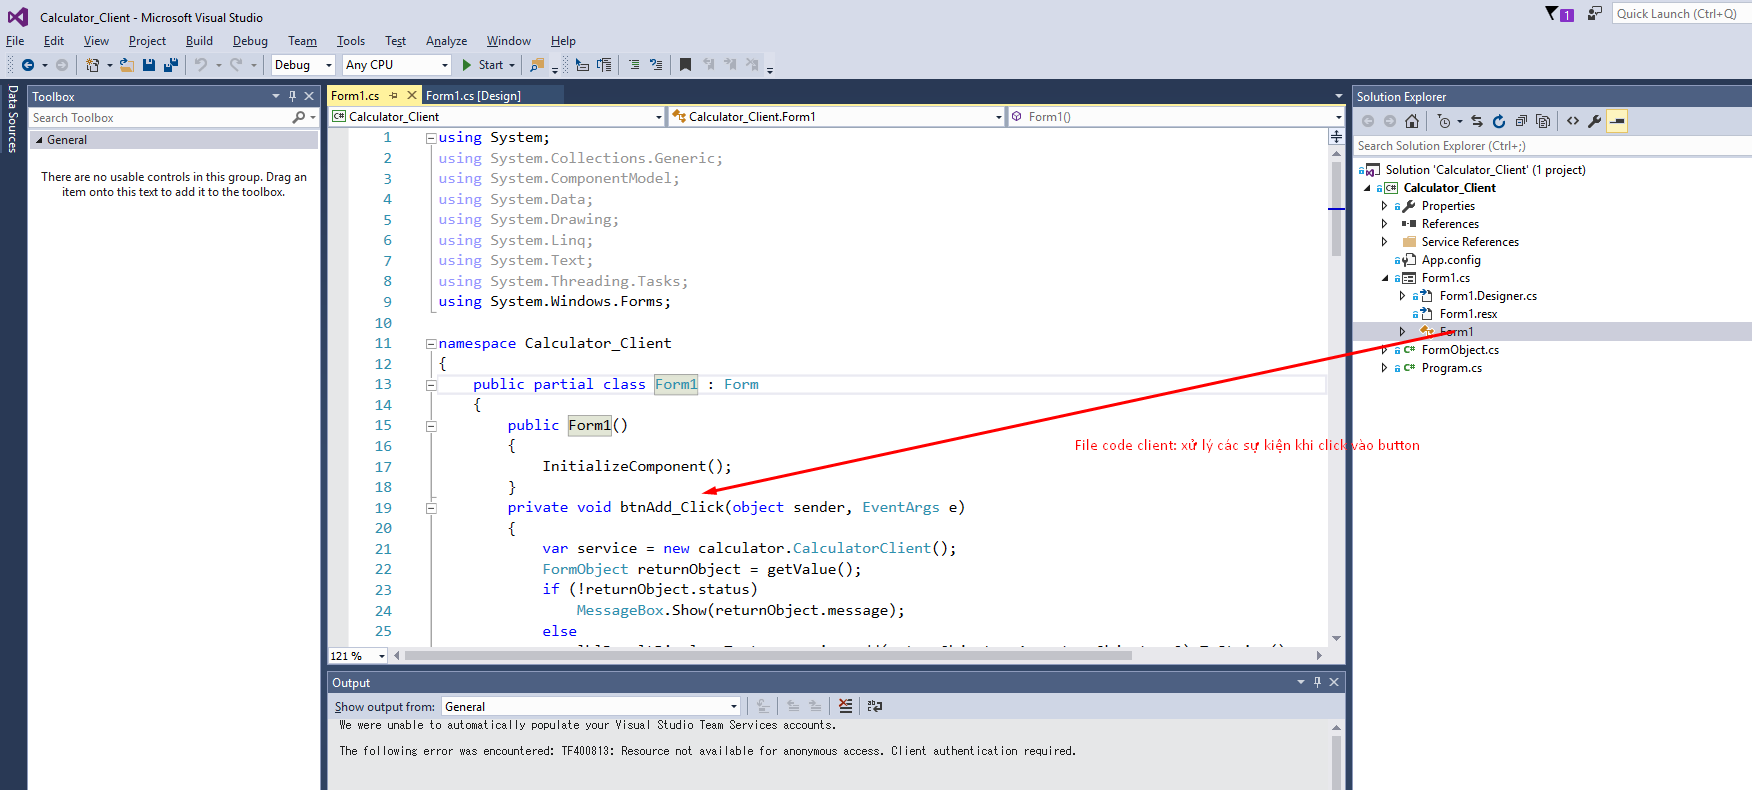 Calculator_Client - Microsoft Visual Studio
1
Quick Launch (Ctrl+Q)
File Edit View Project Build Debug Team Tools Test Analyze Window Help
Debug
Any CPU
Start
Data Sources
Toolbox
Search Toolbox
General
There are no usable controls in this group. Drag an
item onto this text to add it to the toolbox.
Form1.cs
Form1.cs [Design]
C# Calculator_Client
Calculator_Client.Form1
Form1()
1 using System;
2 using System.Collections.Generic;
3 using System.ComponentModel;
4 using System.Data;
5 using System.Drawing;
6 using System.Linq;
7 using System.Text;
8 using System.Threading.Tasks;
9 using System.Windows.Forms;
10
11 namespace Calculator_Client
12 {
13 public partial class Form1 : Form
14 {
15 public Form1()
16 {
17 InitializeComponent();
18 }
19 private void btnAdd_Click(object sender, EventArgs e)
20 {
21 var service = new calculator.CalculatorClient();
22 FormObject returnObject = getValue();
23 if (!returnObject.status)
24 MessageBox.Show(returnObject.message);
25 else
File code client: xử lý các sự kiện khi click vào button
121 %
Output
Show output from: General
We were unable to automatically populate your Visual Studio Team Services accounts.
The following error was encountered: TF400813: Resource not available for anonymous access. Client authentication required.
Solution Explorer
Search Solution Explorer (Ctrl+;)
Solution 'Calculator_Client' (1 project)
C# Calculator_Client
Properties
References
Service References
App.config
Form1.cs
Form1.Designer.cs
Form1.resx
Form1
C# FormObject.cs
C# Program.cs